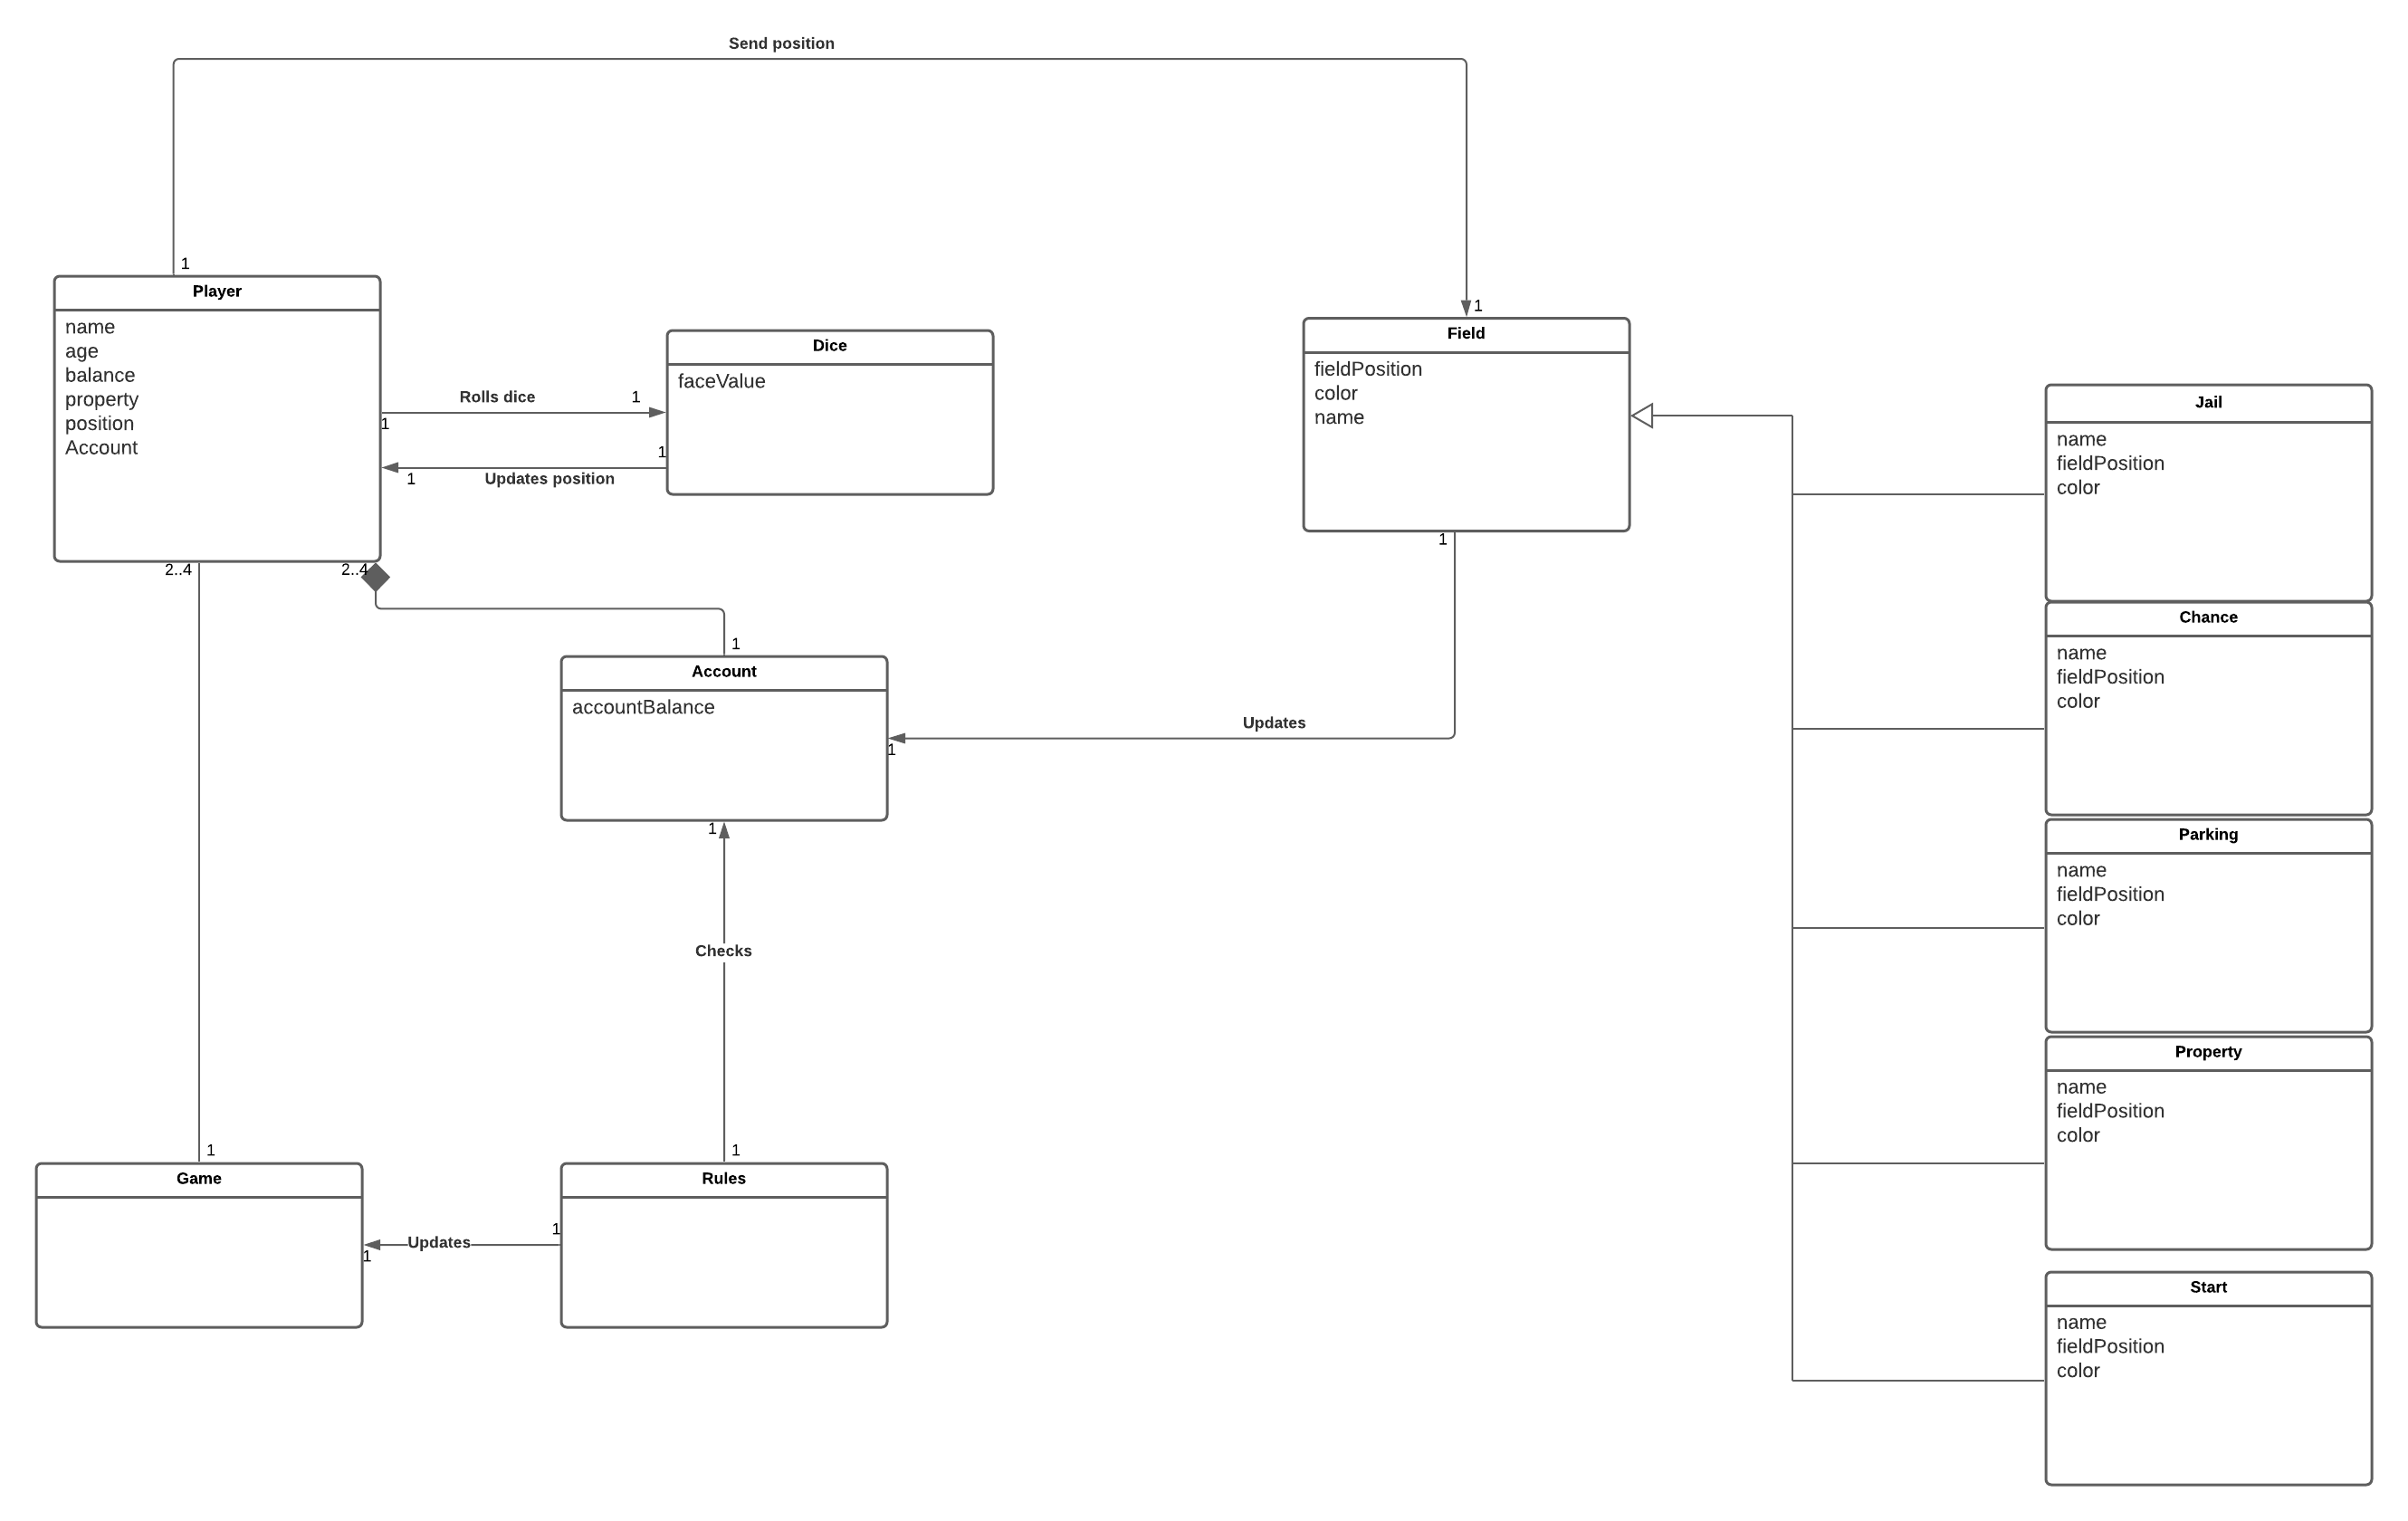 Send position
1
Player
name
age
balance
property
position
Account
Rolls dice
1
1
1
1
Updates position
Dice
faceValue
1
Field
fieldPosition
color
name
1
2..4
2..4
1
Account
accountBalance
1
Updates
1
Checks
1
1
Game
1
Updates
1
Rules
Jail
name
fieldPosition
color
Chance
name
fieldPosition
color
Parking
name
fieldPosition
color
Property
name
fieldPosition
color
Start
name
fieldPosition
color